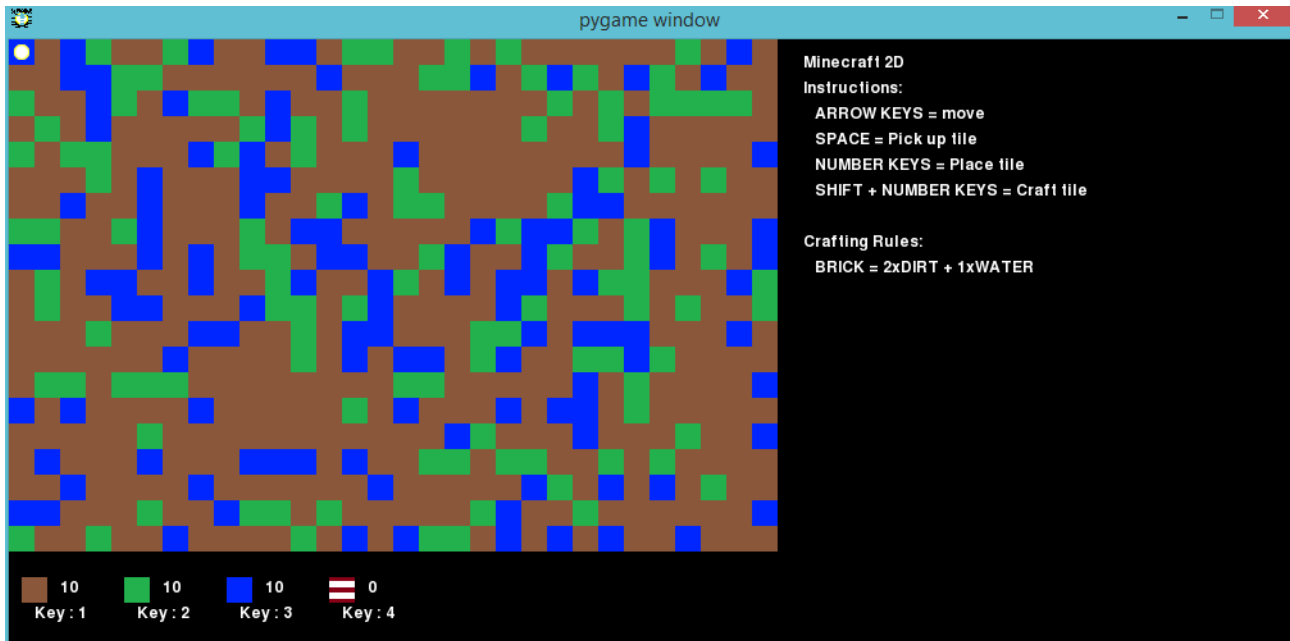 pygame window
Minecraft 2D
Instructions:
ARROW KEYS = move
SPACE = Pick up tile
NUMBER KEYS = Place tile
SHIFT + NUMBER KEYS = Craft tile
Crafting Rules:
BRICK = 2xDIRT + 1xWATER
10 10 10 0
Key : 1 Key : 2 Key : 3 Key : 4